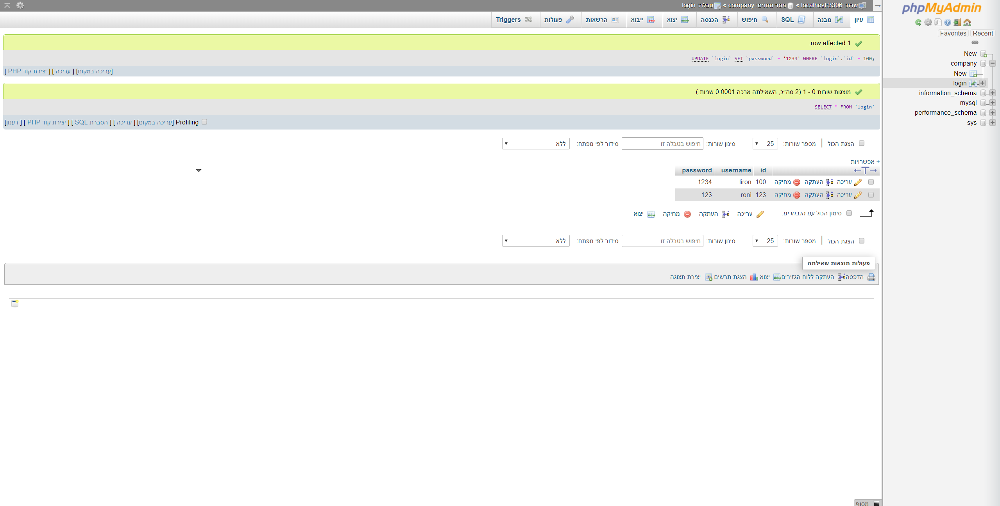 phpMyAdmin
Recent Favorites
New
company
New
login
information_schema
mysql
performance_schema
sys
שרת: localhost:3306 » מסד נתונים: company » טבלה: login
עיון מבנה SQL חיפוש הכנסה יצוא ייבוא הרשאות פעולות Triggers
1 row affected.
UPDATE `login` SET `password` = '1234' WHERE `login`.`id` = 100;
[עריכה במקום] [ עריכה ] [ יצירת קוד PHP ]
מוצגות שורות 0 - 1 (2 סה״כ, השאילתה ארכה 0.0001 שניות.)
SELECT * FROM `login`
Profiling [עריכה במקום] [ עריכה ] [ הסברת SQL ] [ יצירת קוד PHP ] [ רענון]
הצגת הכול | מספר שורות: 25 סינון שורות: חיפוש בטבלה זו סידור לפי מפתח: ללא
+ אפשרויות
←T→ id username password
עריכה העתקה מחיקה 100 liron 1234
עריכה העתקה מחיקה 123 roni 123
סימון הכול עם הנבחרים: עריכה העתקה מחיקה יצוא
הצגת הכול | מספר שורות: 25 סינון שורות: חיפוש בטבלה זו סידור לפי מפתח: ללא
פעולות תוצאות שאילתה
הדפסה העתקה ללוח הגזירים יצוא הצגת תרשים יצירת תצוגה
מסוף